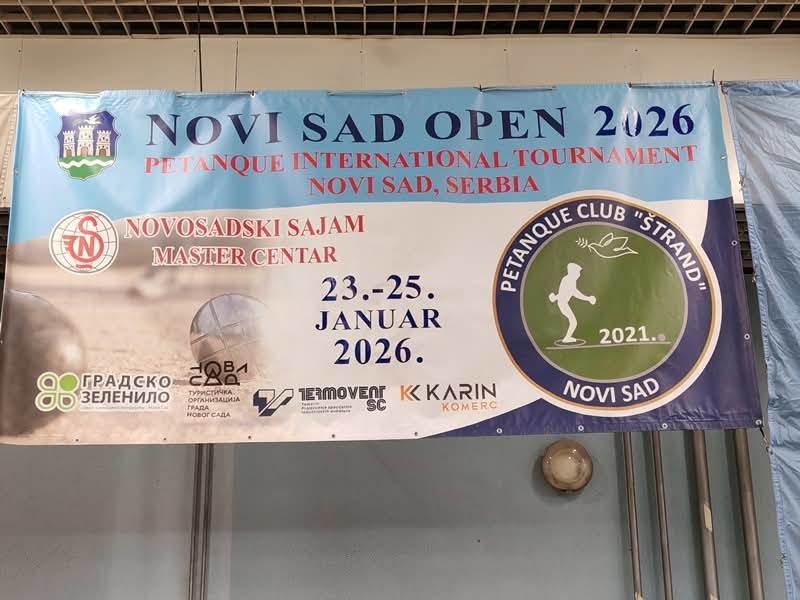 NOVI SAD OPEN 2026
PETANQUE INTERNATIONAL TOURNAMENT
NOVI SAD, SERBIA
NOVOSADSKI SAJAM
MASTER CENTAR
23.-25.
JANUAR
2026.
PETANQUE CLUB "ŠTRAND"
2021.
NOVI SAD
ГРАДСКО
ЗЕЛЕНИЛО
ТУРИСТИЧКА
ОРГАНИЗАЦИЈА
ГРАДА
НОВОГ САДА
TERMOVENT
SC
KARIN
KOMERC